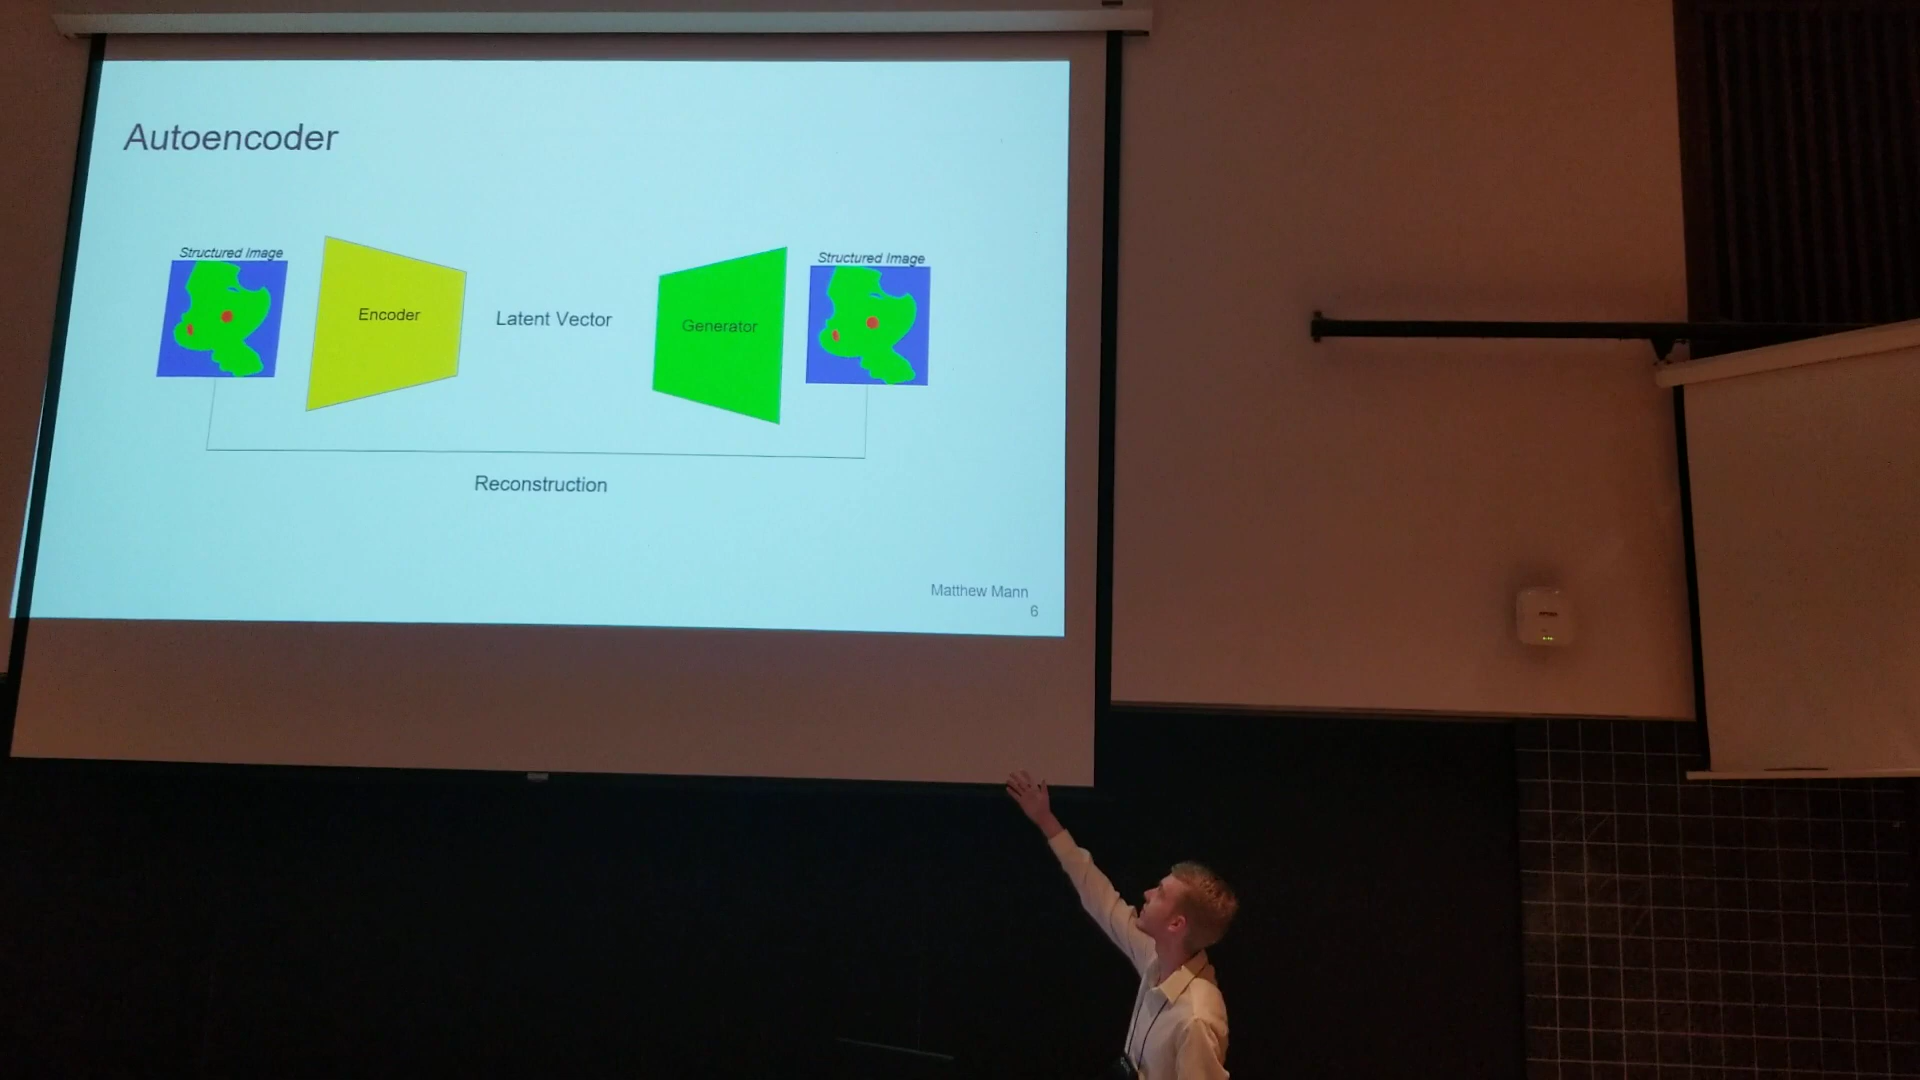 Autoencoder
Structured Image
Structured Image
Encoder
Latent Vector
Generator
Reconstruction
Matthew Mann
6